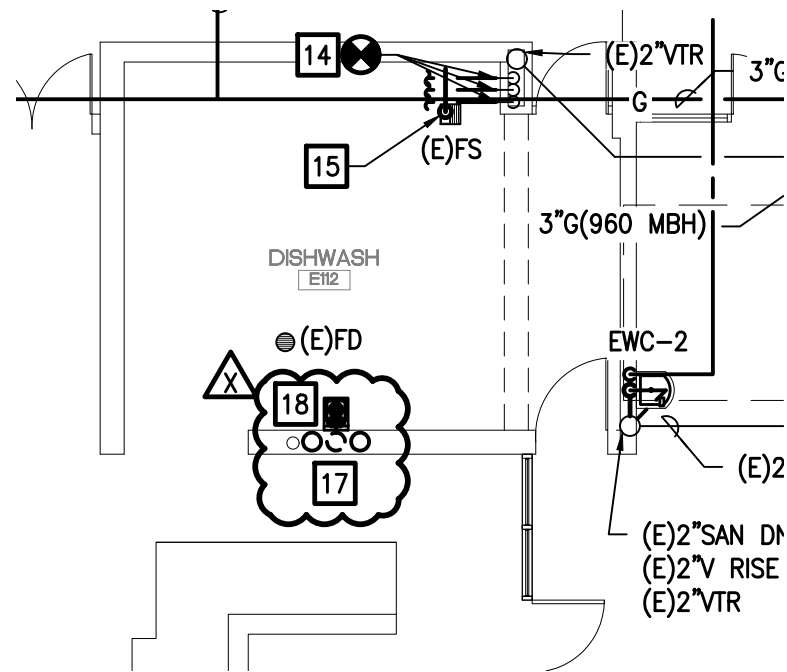 14
(E)2"VTR
3"G
G
15
(E)FS
3"G(960 MBH)
DISHWASH
E112
(E)FD
EWC-2
X
18
17
(E)2
(E)2"SAN DN
(E)2"V RISE
(E)2"VTR